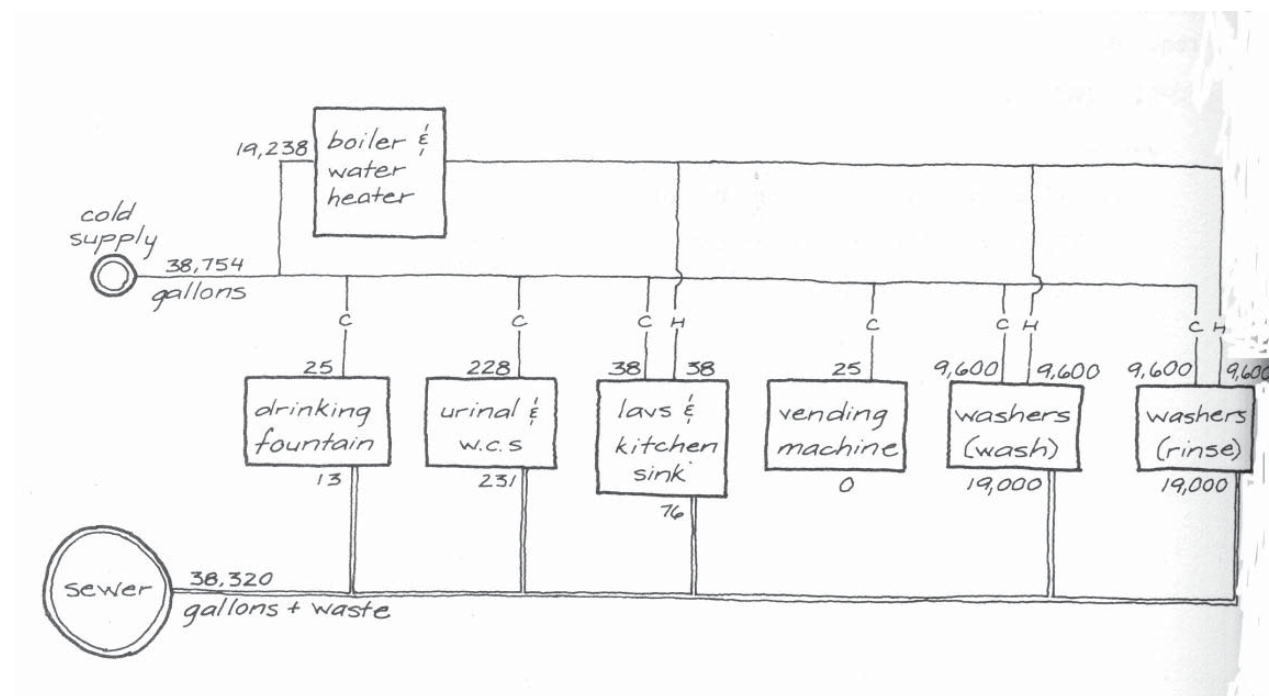 19,238
boiler &
water
heater
cold
supply
38,754
gallons
C
C
C H
C
C H
C H
25
228
38 38
25
9,600 9,600
9,600 9,600
drinking
fountain
urinal &
w.c.s
lavs &
kitchen
sink
vending
machine
washers
(wash)
washers
(rinse)
13
231
76
0
19,000
19,000
sewer
38,320
gallons + waste